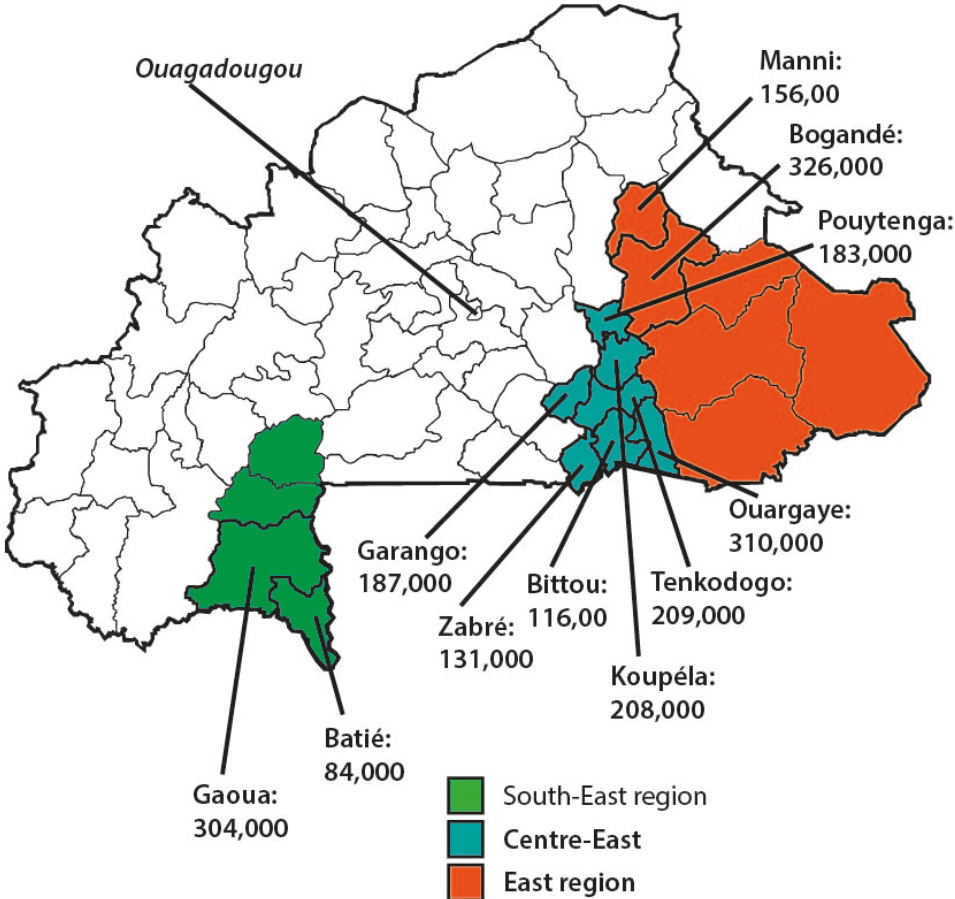 Ouagadougou
Manni:
156,00
Bogandé:
326,000
Pouytenga:
183,000
Ouargaye:
310,000
Garango:
187,000
Bittou:
116,00
Tenkodogo:
209,000
Zabré:
131,000
Koupéla:
208,000
Batié:
84,000
Gaoua:
304,000
South-East region
Centre-East
East region